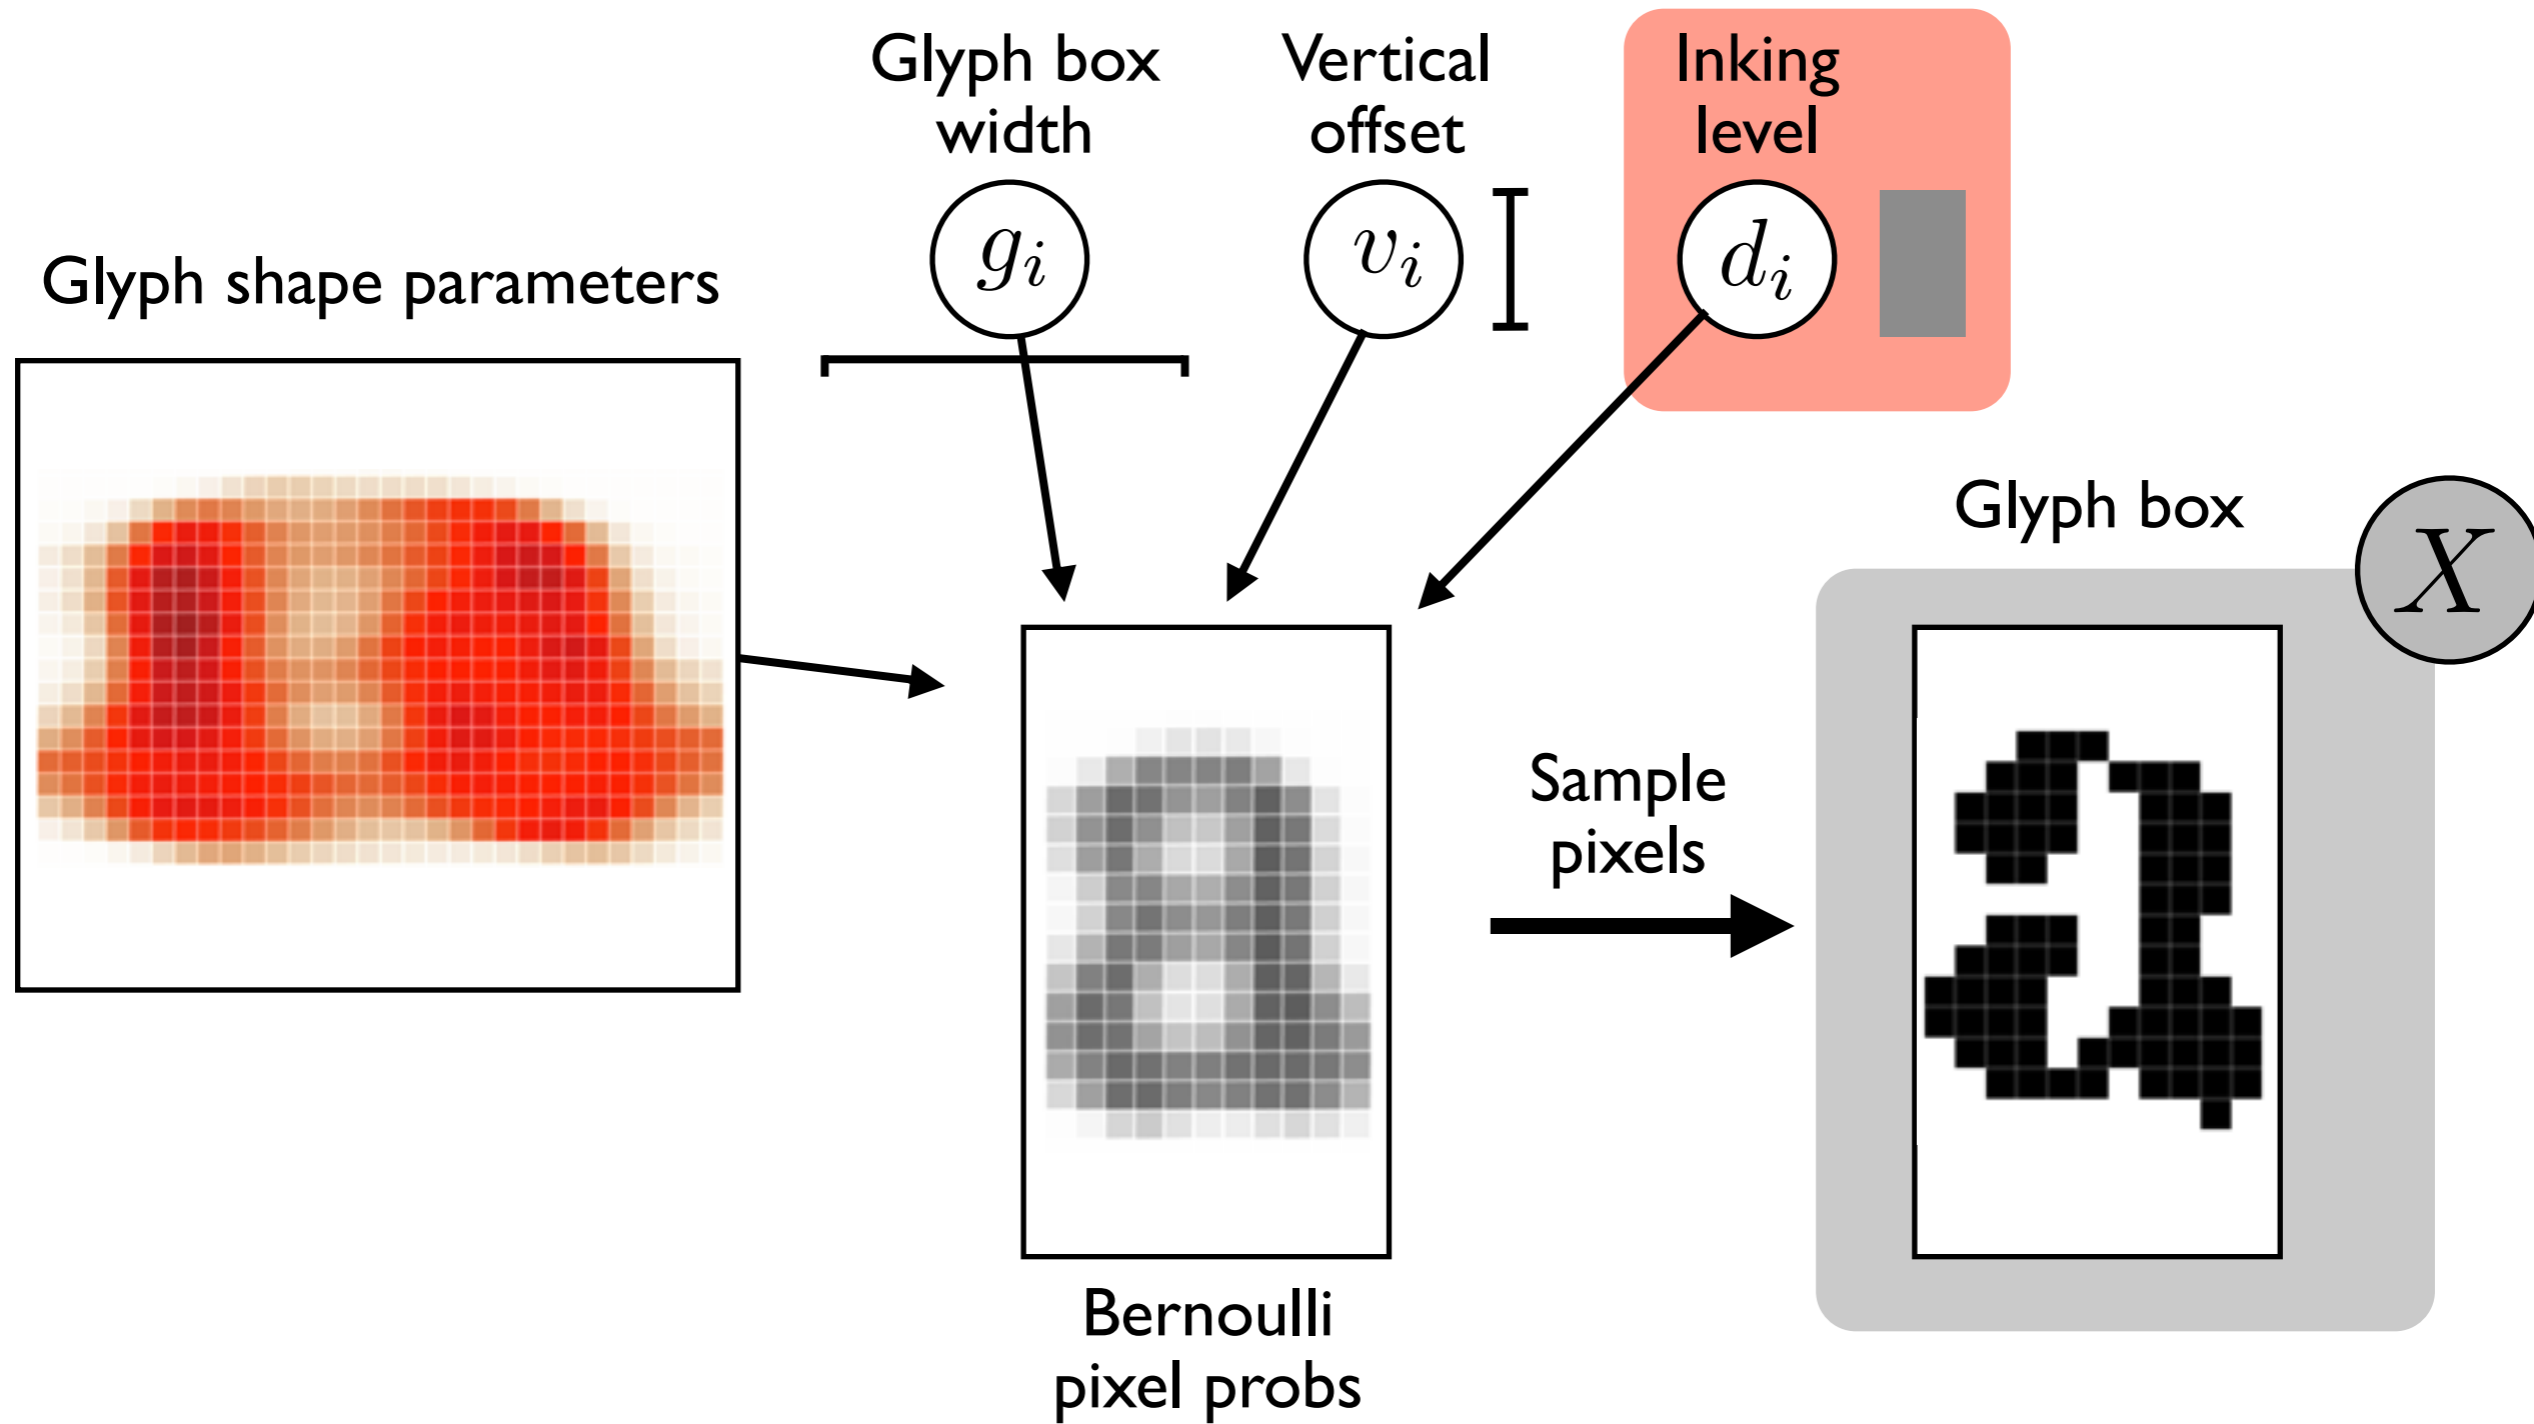 Glyph box
width
Vertical
offset
Inking
level
g_i
v_i
d_i
Glyph shape parameters
Glyph box
X
Sample
pixels
Bernoulli
pixel probs